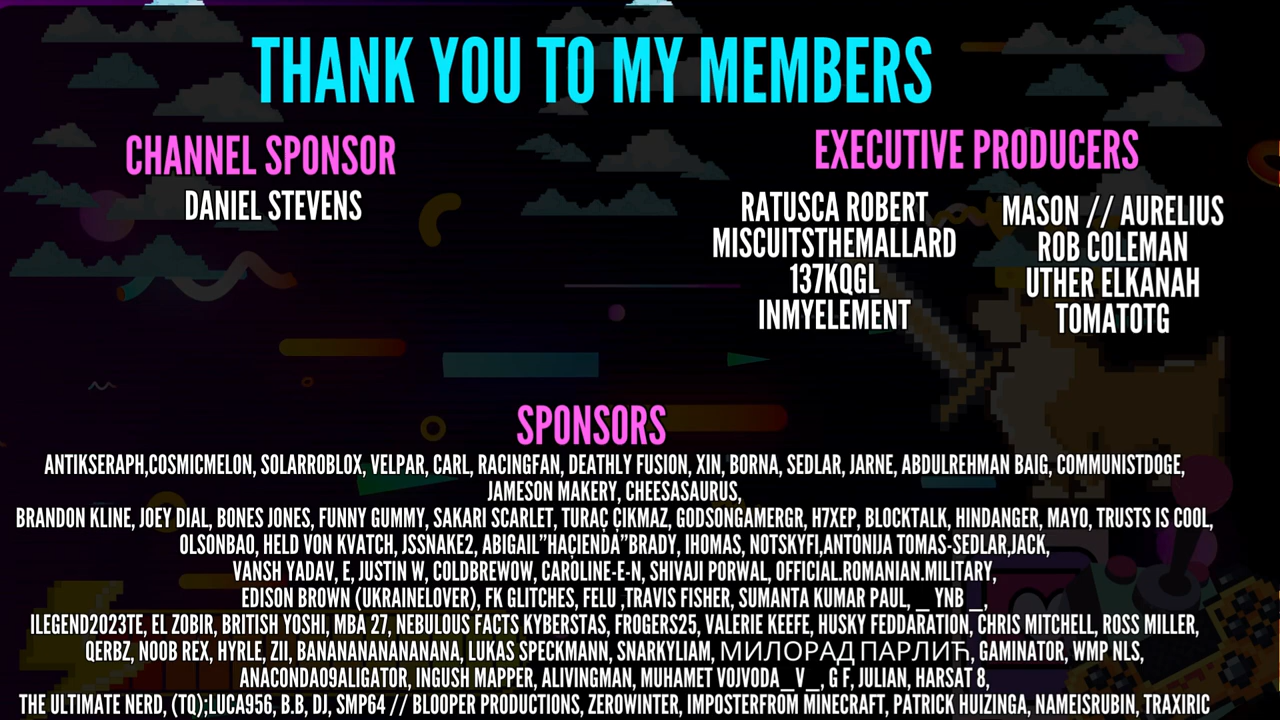 THANK YOU TO MY MEMBERS
CHANNEL SPONSOR
DANIEL STEVENS
EXECUTIVE PRODUCERS
RATUSCA ROBERT
MISCUITSTHEMALLARD
137KQGL
INMYELEMENT
MASON // AURELIUS
ROB COLEMAN
UTHER ELKANAH
TOMATOTG
SPONSORS
ANTIKSERAPH,COSMICMELON, SOLARROBLOX, VELPAR, CARL, RACINGFAN, DEATHLY FUSION, XIN, BORNA, SEDLAR, JARNE, ABDULREHMAN BAIG, COMMUNISTDOGE,
JAMESON MAKERY, CHEESASAURUS,
BRANDON KLINE, JOEY DIAL, BONES JONES, FUNNY GUMMY, SAKARI SCARLET, TURAÇ ÇIKMAZ, GODSONGAMERGR, H7XEP, BLOCKTALK, HINDANGER, MAYO, TRUSTS IS COOL,
OLSONBAO, HELD VON KVATCH, JSSNAKE2, ABIGAIL"HACIENDA"BRADY, IHOMAS, NOTSKYFI,ANTONIJA TOMAS-SEDLAR,JACK,
VANSH YADAV, E, JUSTIN W, COLDBREWOW, CAROLINE-E-N, SHIVAJI PORWAL, OFFICIAL.ROMANIAN.MILITARY,
EDISON BROWN (UKRAINELOVER), FK GLITCHES, FELU ,TRAVIS FISHER, SUMANTA KUMAR PAUL, _ YNB _,
ILEGEND2023TE, EL ZOBIR, BRITISH YOSHI, MBA 27, NEBULOUS FACTS KYBERSTAS, FROGERS25, VALERIE KEEFE, HUSKY FEDDARATION, CHRIS MITCHELL, ROSS MILLER,
QERBZ, NOOB REX, HYRLE, ZII, BANANANANANANANA, LUKAS SPECKMANN, SNARKYLIAM, МИЛОРАД ПАРЛИЋ, GAMINATOR, WMP NLS,
ANACONDA09ALIGATOR, INGUSH MAPPER, ALIVINGMAN, MUHAMET VOJVODA_V_, G F, JULIAN, HARSAT 8,
THE ULTIMATE NERD, (TQ);LUCA956, B.B, DJ, SMP64 // BLOOPER PRODUCTIONS, ZEROWINTER, IMPOSTERFROM MINECRAFT, PATRICK HUIZINGA, NAMEISRUBIN, TRAXIRIC